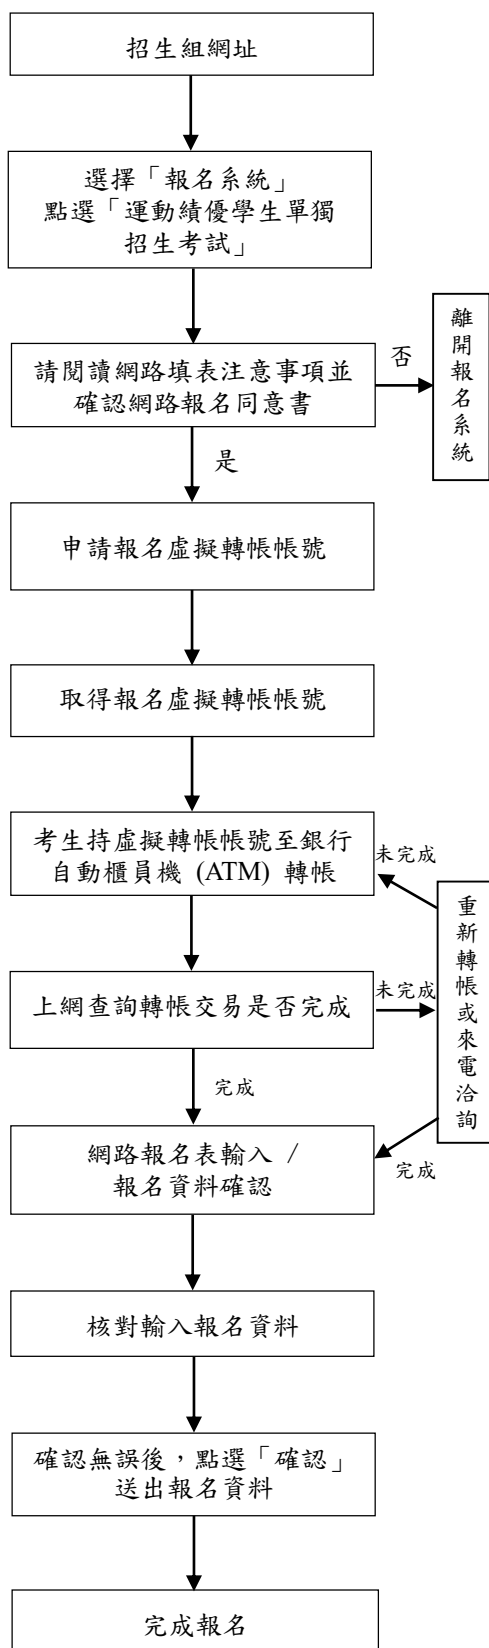 招生組網址
選擇「報名系統」
點選「運動績優學生單獨
招生考試」
請閱讀網路填表注意事項並
確認網路報名同意書
否
離開報名系統
是
申請報名虛擬轉帳帳號
取得報名虛擬轉帳帳號
考生持虛擬轉帳帳號至銀行
自動櫃員機 (ATM) 轉帳
未完成
重新轉帳或來電洽詢
上網查詢轉帳交易是否完成
未完成
完成
完成
網路報名表輸入 /
報名資料確認
核對輸入報名資料
確認無誤後，點選「確認」
送出報名資料
完成報名